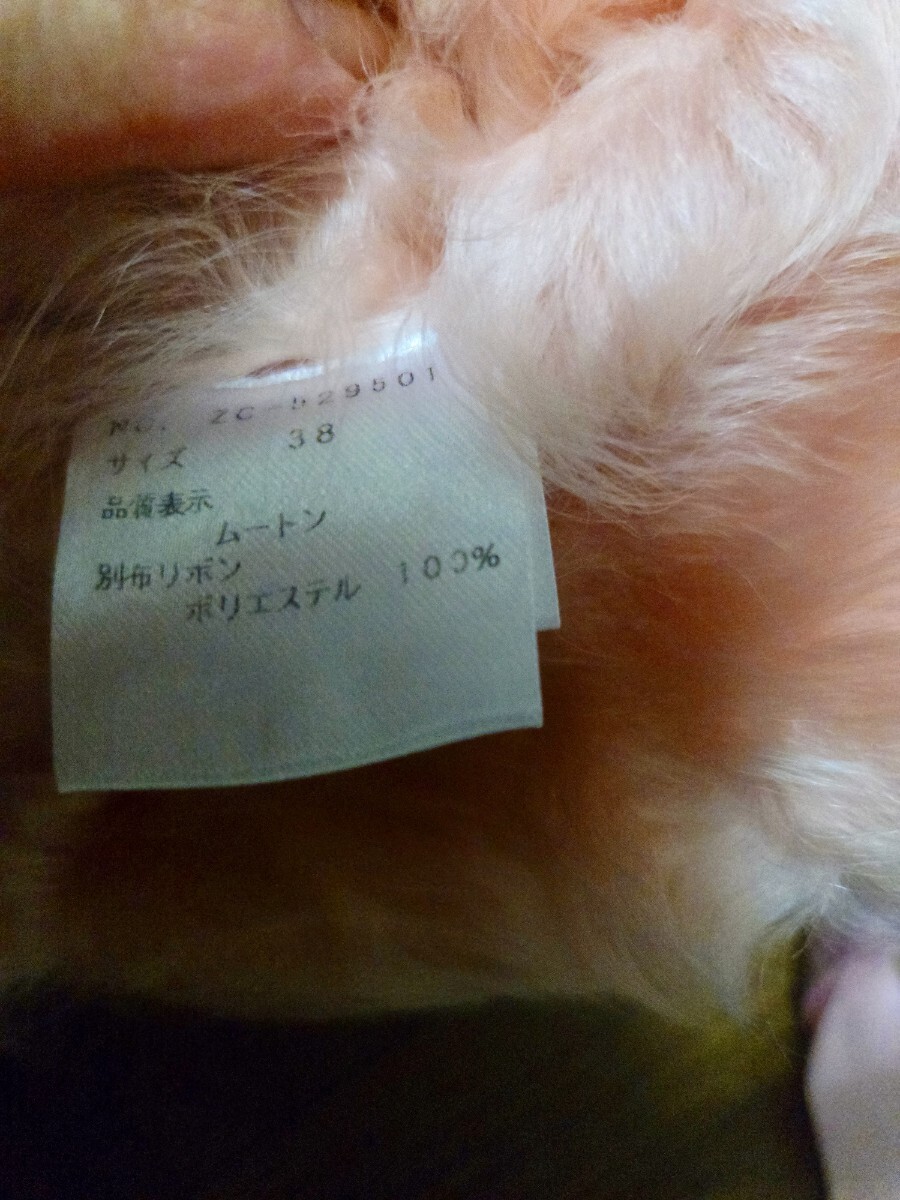 NO. ZC-529501
サイズ 38
品質表示
ムートン
別布リボン
ポリエステル 100%